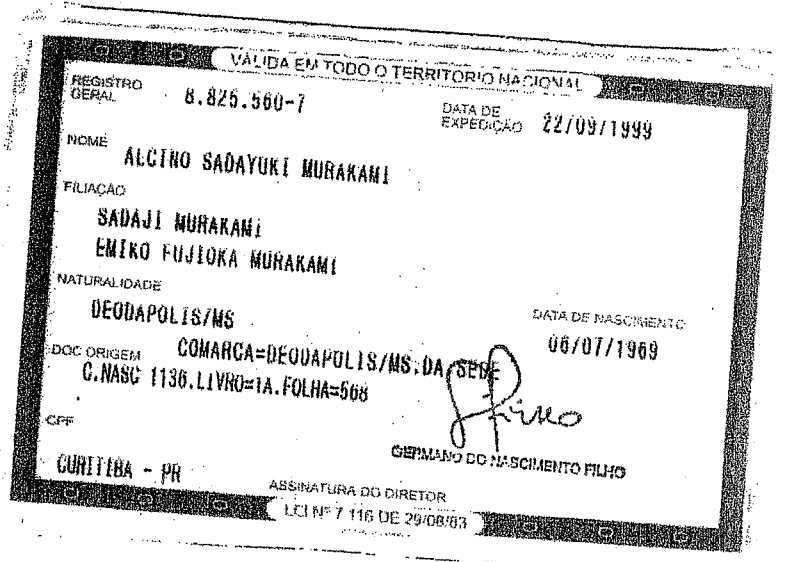 VÁLIDA EM TODO O TERRITÓRIO NACIONAL
REGISTRO GERAL 8.826.560-7 DATA DE EXPEDIÇÃO 22/09/1999
NOME
ALCINO SADAYUKI MURAKAMI
FILIAÇÃO
SADAJI MURAKAMI
EMIKO FUJIOKA MURAKAMI
NATURALIDADE DATA DE NASCIMENTO
DEODAPOLIS/MS 06/07/1969
DOC ORIGEM COMARCA=DEODAPOLIS/MS,DA SEDE
C.NASC 1136.LIVRO=1A.FOLHA=568
CPF
GERMANO DO NASCIMENTO FILHO
CURITIBA - PR
ASSINATURA DO DIRETOR
LEI Nº 7.116 DE 29/08/83